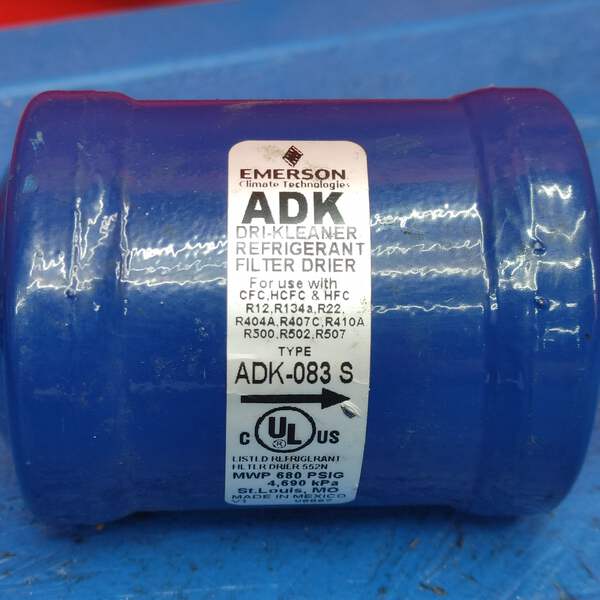 EMERSON
Climate Technologies
ADK
DRI-KLEANER
REFRIGERANT
FILTER DRIER
For use with
CFC,HCFC & HFC
R12,R134a,R22,
R404A,R407C,R410A
R500,R502,R507
TYPE
ADK-083 S
C UL US
LISTED REFRIGERANT
FILTER DRIER 552N
MWP 680 PSIG
4,690 kPa
St.Louis, MO
MADE IN MEXICO
V1